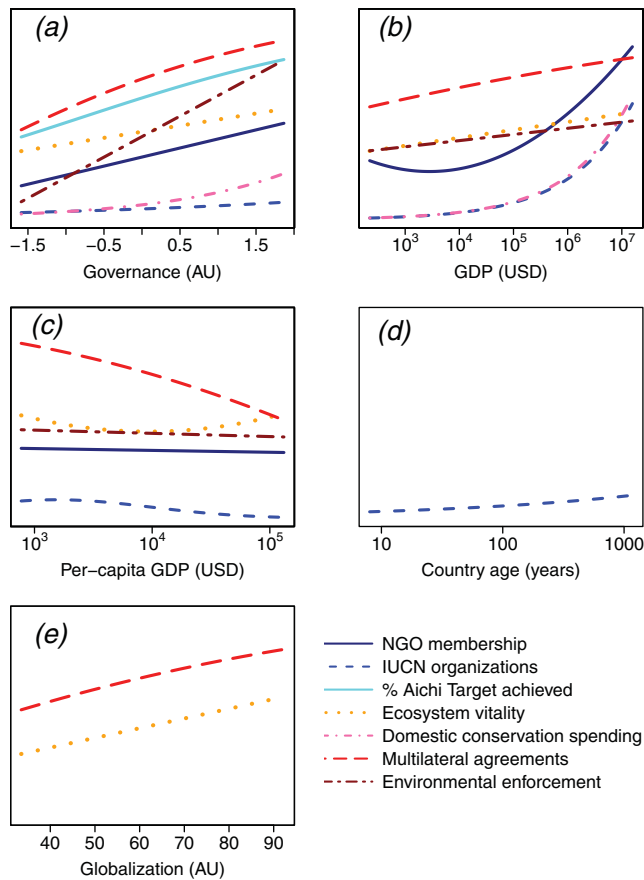 (a)
−1.5 −0.5 0.5 1.5
Governance (AU)
(b)
10³ 10⁴ 10⁵ 10⁶ 10⁷
GDP (USD)
(c)
10³ 10⁴ 10⁵
Per−capita GDP (USD)
(d)
10 100 1000
Country age (years)
(e)
40 50 60 70 80 90
Globalization (AU)
NGO membership
IUCN organizations
% Aichi Target achieved
Ecosystem vitality
Domestic conservation spending
Multilateral agreements
Environmental enforcement